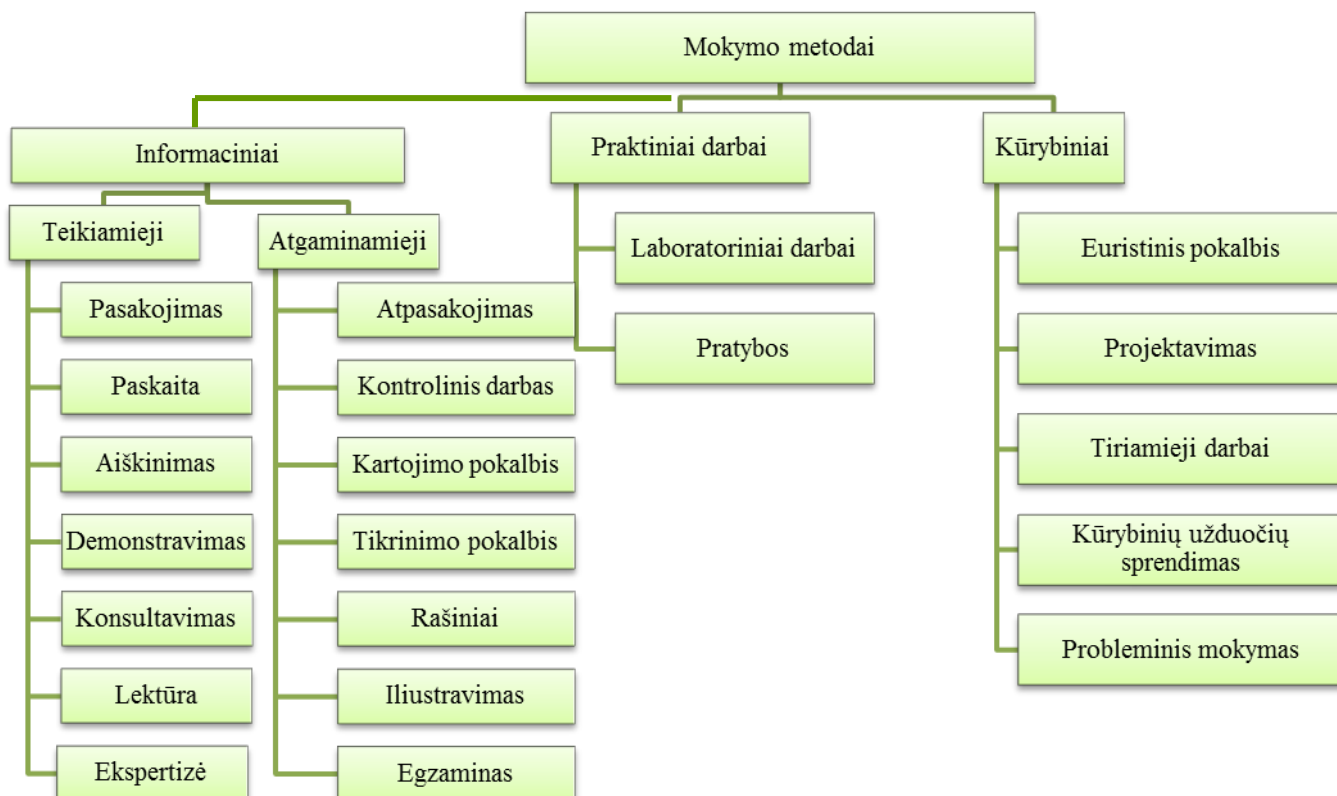 Mokymo metodai
Informaciniai
Praktiniai darbai
Kūrybiniai
Teikiamieji
Atgaminamieji
Pasakojimas
Paskaita
Aiškinimas
Demonstravimas
Konsultavimas
Lektūra
Ekspertizė
Atpasakojimas
Kontrolinis darbas
Kartojimo pokalbis
Tikrinimo pokalbis
Rašiniai
Iliustravimas
Egzaminas
Laboratoriniai darbai
Pratybos
Euristinis pokalbis
Projektavimas
Tiriamieji darbai
Kūrybinių užduočių
sprendimas
Probleminis mokymas